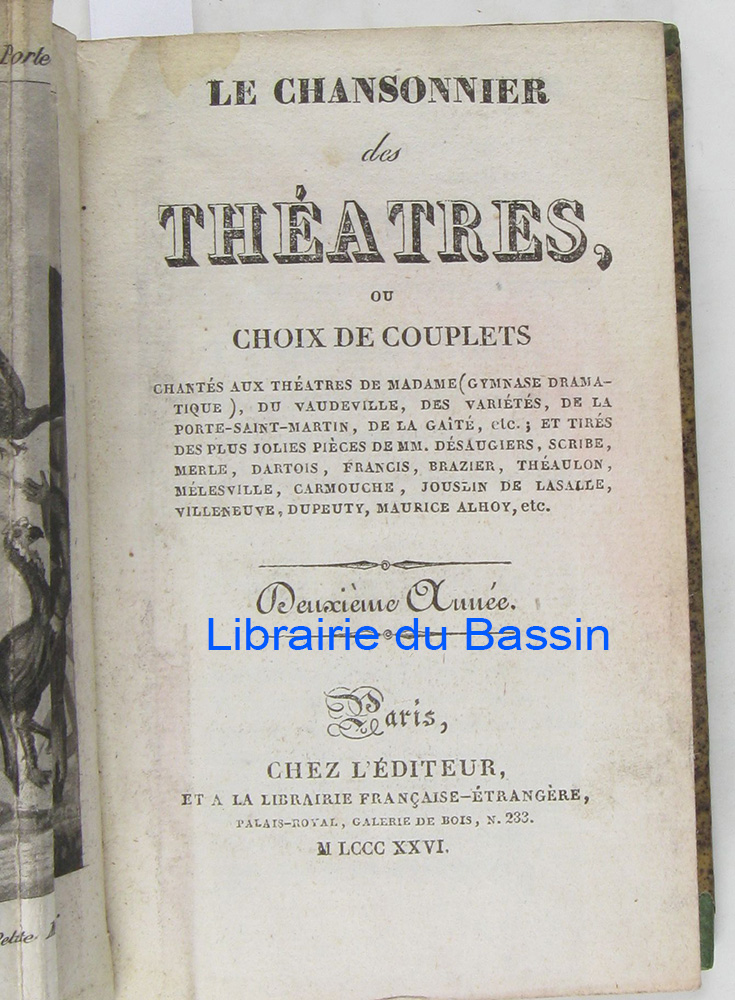 Porte
LE CHANSONNIER
des
THÉATRES,
OU
CHOIX DE COUPLETS
CHANTÉS AUX THÉATRES DE MADAME (GYMNASE DRAMA-
TIQUE), DU VAUDEVILLE, DES VARIÉTÉS, DE LA
PORTE-SAINT-MARTIN, DE LA GAÎTÉ, etc.; ET TIRÉS
DES PLUS JOLIES PIÈCES DE MM. DÉSAUGIERS, SCRIBE,
MERLE, DARTOIS, FRANCIS, BRAZIER, THÉAULON,
MÉLESVILLE, CARMOUCHE, JOUSLIN DE LASALLE,
VILLENEUVE, DUPEUTY, MAURICE ALHOY, etc.
Deuxième Année.
Librairie du Bassin
Paris,
CHEZ L'ÉDITEUR,
ET A LA LIBRAIRIE FRANÇAISE-ÉTRANGÈRE,
PALAIS-ROYAL, GALERIE DE BOIS, N. 233.
M LCCC XXVI.
Petite